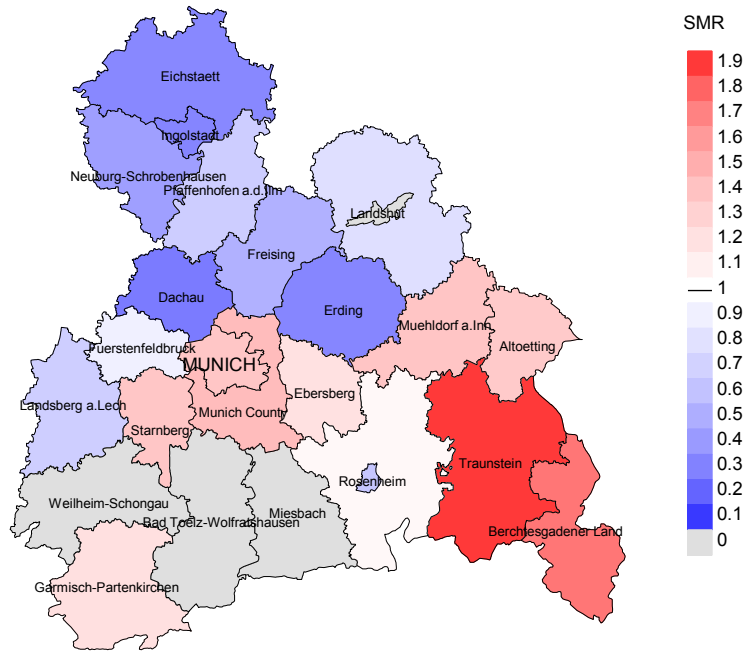 SMR
1.9
1.8
1.7
1.6
1.5
1.4
1.3
1.2
1.1
1
0.9
0.8
0.7
0.6
0.5
0.4
0.3
0.2
0.1
0
Eichstaett
Ingolstadt
Neuburg-Schrobenhausen
Pfaffenhofen a.d.Ilm
Landshut
Freising
Dachau
Erding
Muehldorf a.Inn
Altoetting
Fuerstenfeldbruck
MUNICH
Ebersberg
Landsberg a.Lech
Munich County
Starnberg
Traunstein
Rosenheim
Weilheim-Schongau
Miesbach
Bad Toelz-Wolfratshausen
Berchtesgadener Land
Garmisch-Partenkirchen